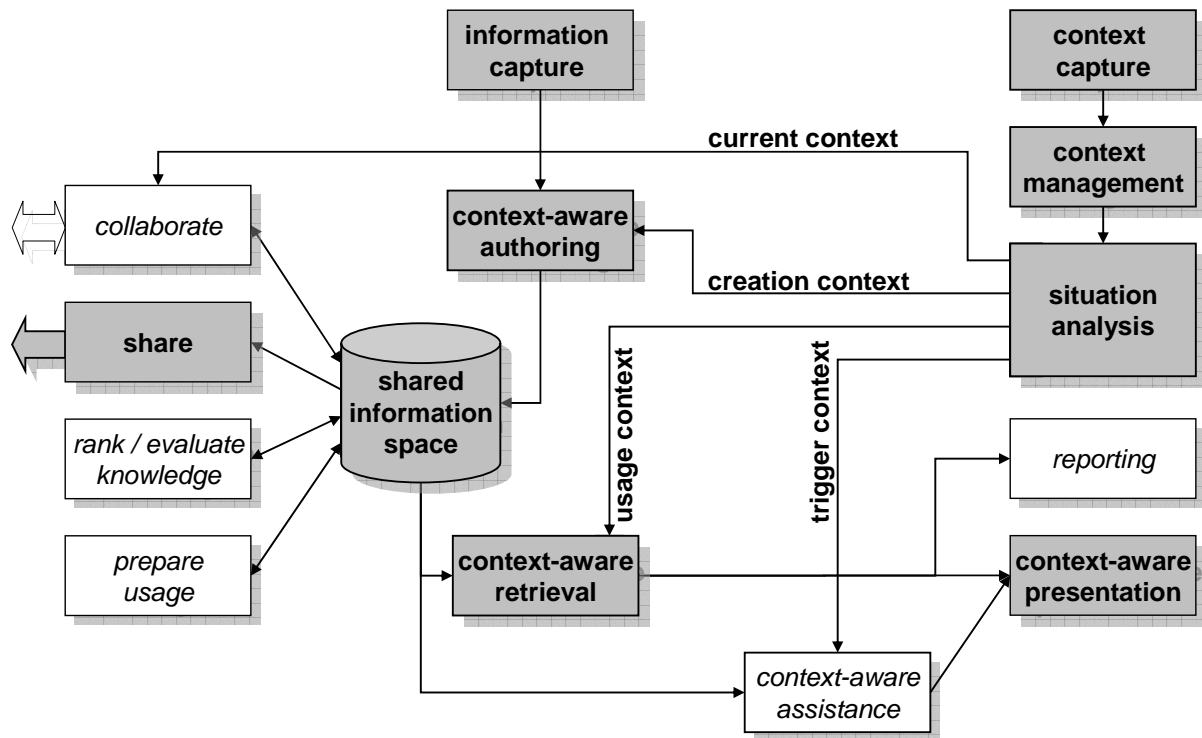 information
capture
context
capture
current context
context
management
collaborate
context-aware
authoring
creation context
situation
analysis
share
shared
information
space
usage context
trigger context
rank / evaluate
knowledge
reporting
prepare
usage
context-aware
retrieval
context-aware
presentation
context-aware
assistance